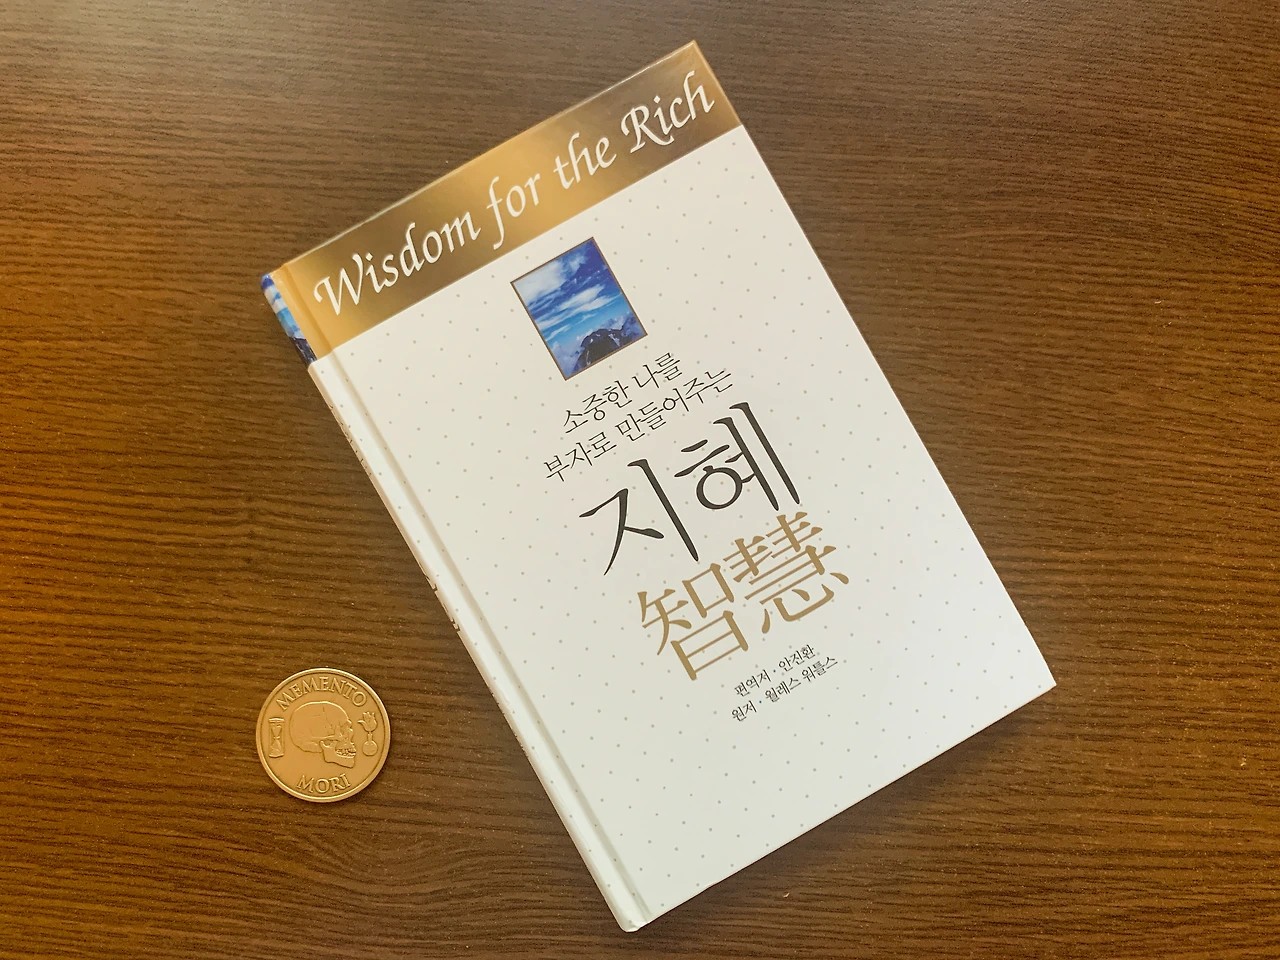 Wisdom for the Rich
소중한 나를
부자로 만들어주는
지혜
智慧
편역저 · 안진환
원저 · 월레스 워틀스
MEMENTO
MORI